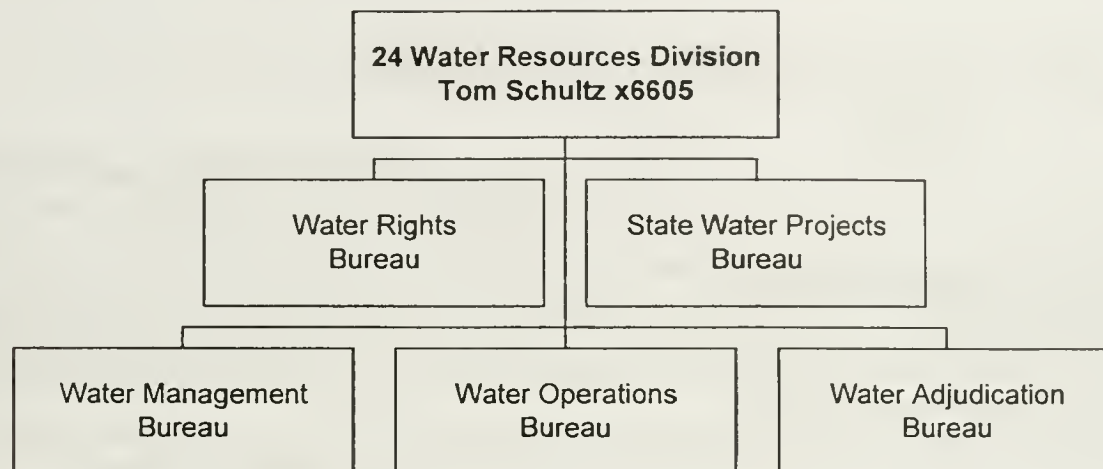 24 Water Resources Division
Tom Schultz x6605
Water Rights
Bureau
State Water Projects
Bureau
Water Management
Bureau
Water Operations
Bureau
Water Adjudication
Bureau